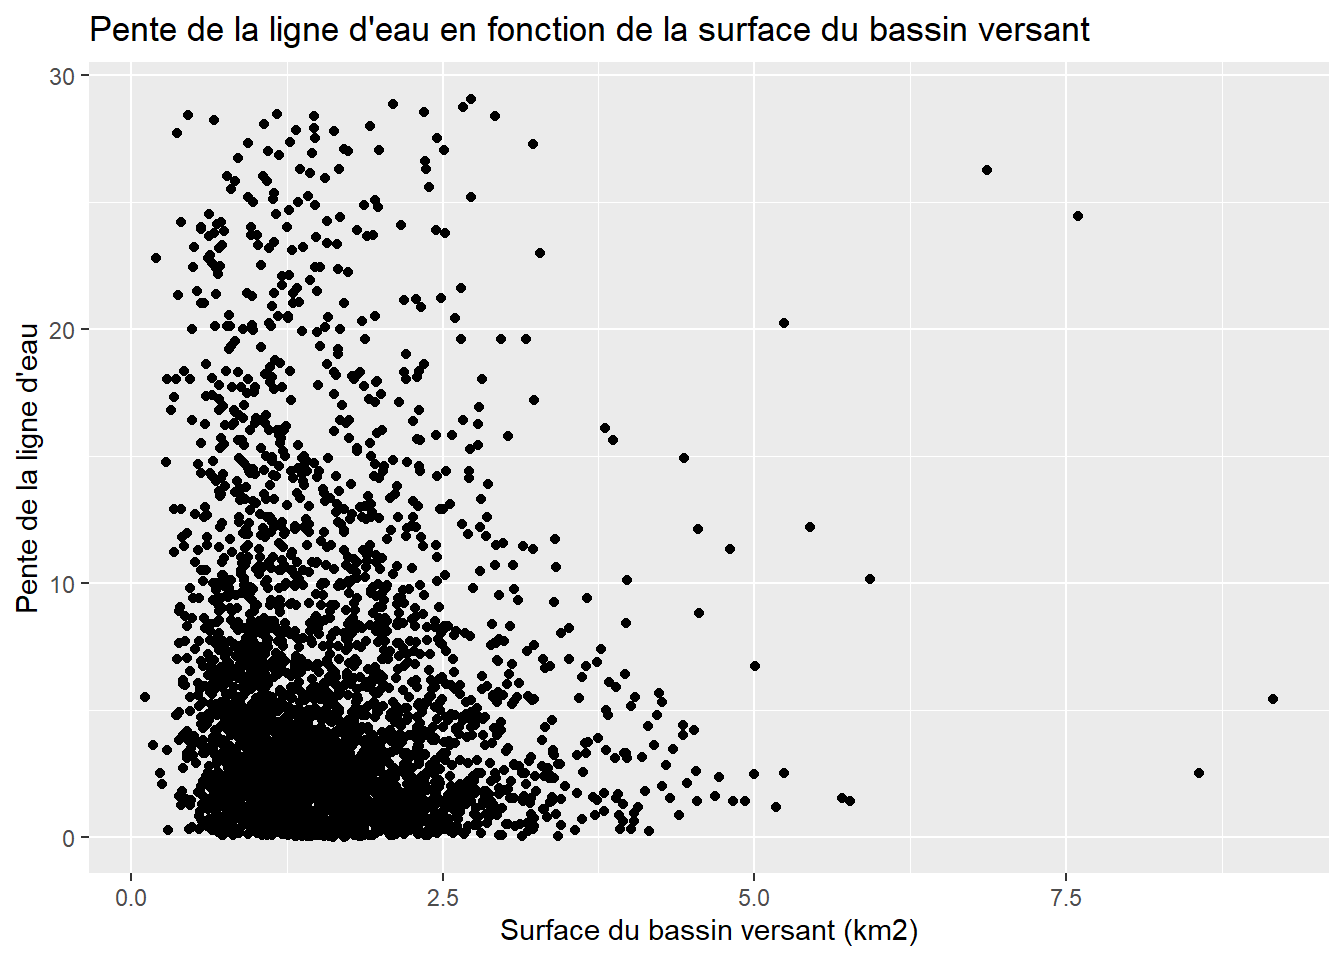 Pente de la ligne d'eau en fonction de la surface du bassin versant
Pente de la ligne d'eau
30
20
10
0
0.0
2.5
5.0
7.5
Surface du bassin versant (km2)